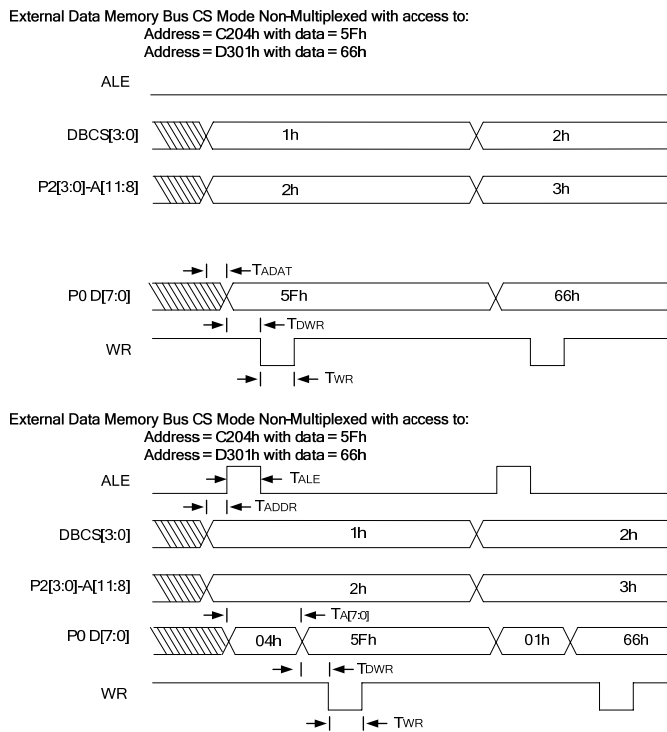 External Data Memory Bus CS Mode Non-Multiplexed with access to:
Address = C204h with data = 5Fh
Address = D301h with data = 66h
ALE
DBCS[3:0] 1h 2h
P2[3:0]-A[11:8] 2h 3h
TADAT
P0 D[7:0] 5Fh 66h
TDWR
WR
TWR
External Data Memory Bus CS Mode Non-Multiplexed with access to:
Address = C204h with data = 5Fh
Address = D301h with data = 66h
ALE TALE
TADDR
DBCS[3:0] 1h 2h
P2[3:0]-A[11:8] 2h 3h
TA[7:0]
P0 D[7:0] 04h 5Fh 01h 66h
TDWR
WR
TWR